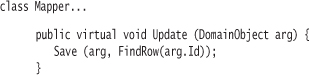 class Mapper...
public virtual void Update (DomainObject arg) {
Save (arg, FindRow(arg.Id));
}